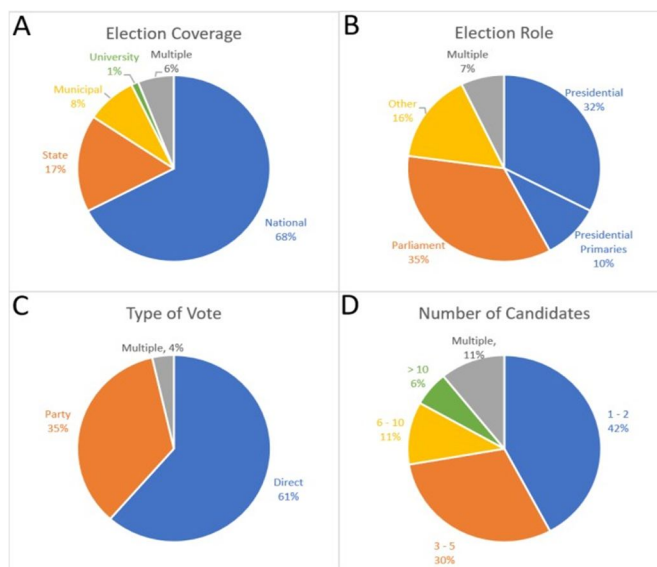 A
Election Coverage
University
1%
Multiple
6%
Municipal
8%
State
17%
National
68%
B
Election Role
Multiple
7%
Presidential
32%
Other
16%
Parliament
35%
Presidential
Primaries
10%
C
Type of Vote
Multiple, 4%
Party
35%
Direct
61%
D
Number of Candidates
Multiple,
11%
> 10
6%
6 - 10
11%
1 - 2
42%
3 - 5
30%